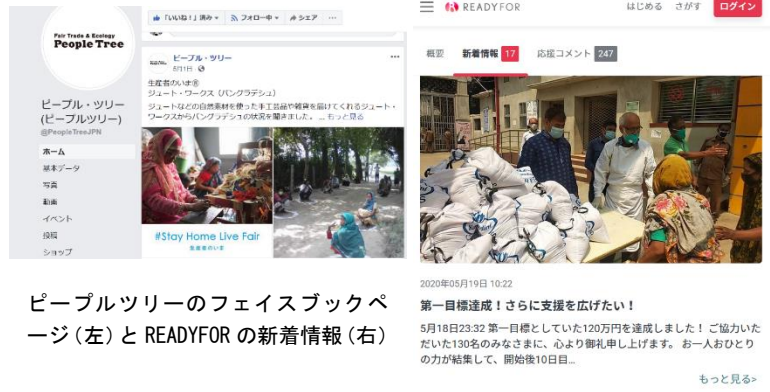 Fair Trade & Ecology
People Tree
ピープル・ツリー
(ピープルツリー)
@PeopleTreeJPN
ホーム
基本データ
写真
動画
イベント
投稿
ショップ
「いいね！」済み
フォロー中
シェア
ピープル・ツリー
生産者のいま
ジュート・ワークス（バングラデシュ）
ジュートなどの自然素材を使った手工芸品や雑貨を届けてくれるジュート・
ワークスからバングラデシュの状況を聞きました。 ... もっと見る
#Stay Home Live Fair
生産者のいま
ピープルツリーのフェイスブックペ
ージ(左)と READYFOR の新着情報(右)
READYFOR
はじめる さがす ログイン
概要 新着情報 17 応援コメント 247
2020年05月19日 10:22
第一目標達成！さらに支援を広げたい！
5月18日23:32 第一目標としていた120万円を達成しました！ ご協力いた
だいた130名のみなさまに、心より御礼申し上げます。 お一人おひとり
の力が結集して、開始後10日目...
もっと見る>